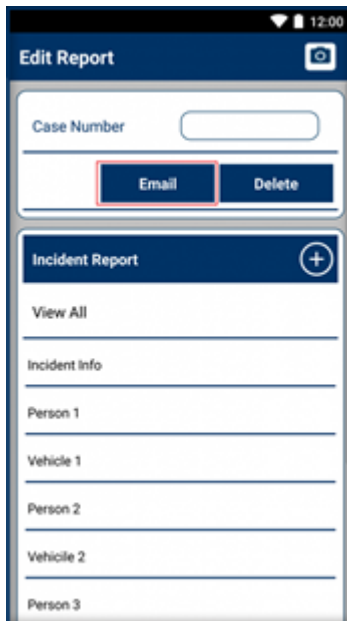 12:00
Edit Report
Case Number
Email Delete
Incident Report
View All
Incident Info
Person 1
Vehicle 1
Person 2
Vehicile 2
Person 3